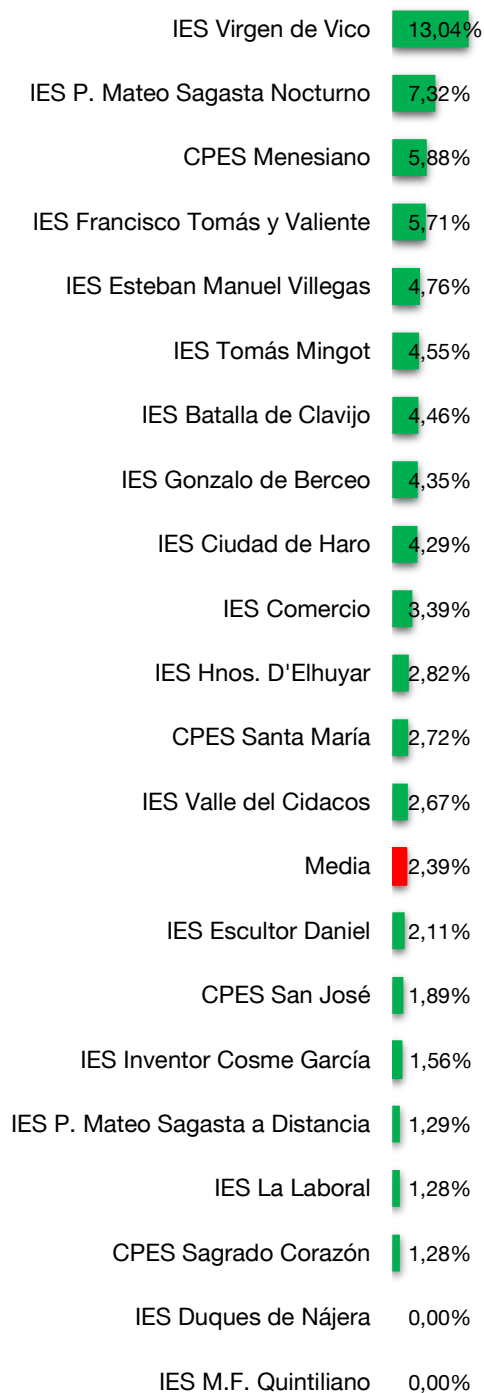 IES Virgen de Vico 13,04%
IES P. Mateo Sagasta Nocturno 7,32%
CPES Menesiano 5,88%
IES Francisco Tomás y Valiente 5,71%
IES Esteban Manuel Villegas 4,76%
IES Tomás Mingot 4,55%
IES Batalla de Clavijo 4,46%
IES Gonzalo de Berceo 4,35%
IES Ciudad de Haro 4,29%
IES Comercio 3,39%
IES Hnos. D'Elhuyar 2,82%
CPES Santa María 2,72%
IES Valle del Cidacos 2,67%
Media 2,39%
IES Escultor Daniel 2,11%
CPES San José 1,89%
IES Inventor Cosme García 1,56%
IES P. Mateo Sagasta a Distancia 1,29%
IES La Laboral 1,28%
CPES Sagrado Corazón 1,28%
IES Duques de Nájera 0,00%
IES M.F. Quintiliano 0,00%